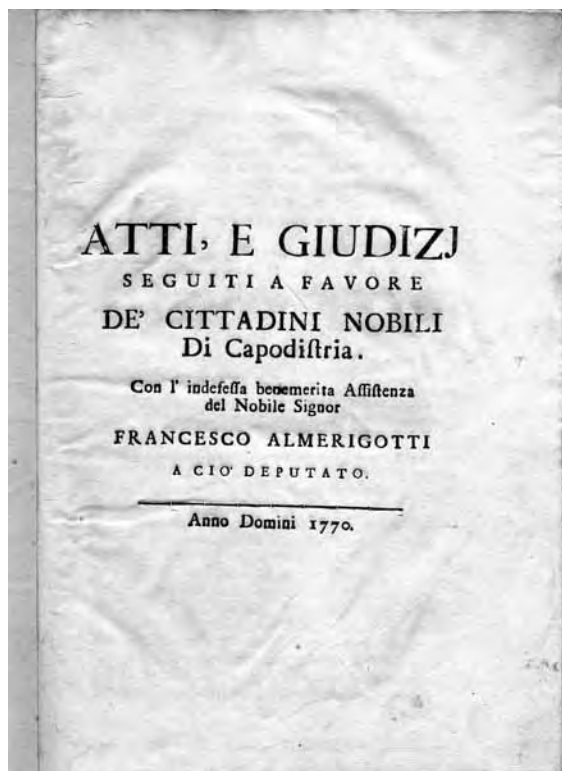 ATTI, E GIUDIZJ
SEGUITI A FAVORE
DE' CITTADINI NOBILI
Di Capodiſtria.
Con l' indefeſſa benemerita Aſſiſtenza
del Nobile Signor
FRANCESCO ALMERIGOTTI
A CIO' DEPUTATO.
Anno Domini 1770.